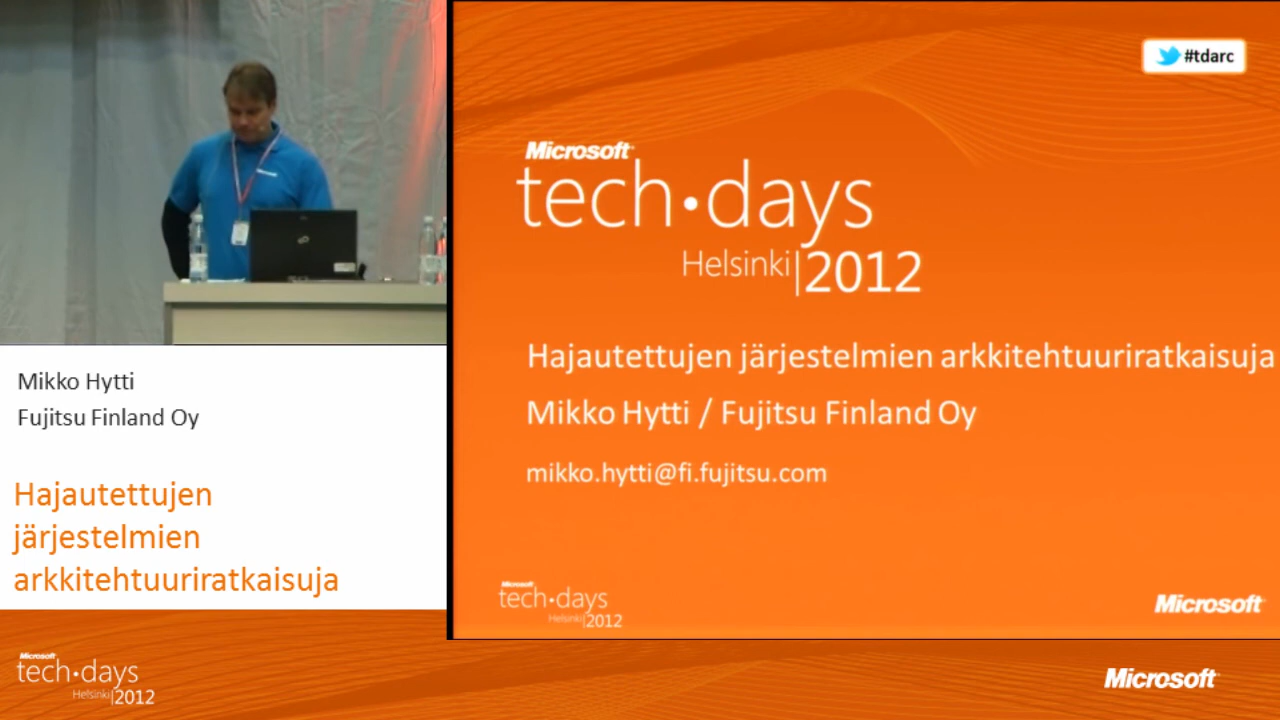 #tdarc
Microsoft
tech·days
Helsinki|2012
Hajautettujen järjestelmien arkkitehtuuriratkaisuja
Mikko Hytti / Fujitsu Finland Oy
mikko.hytti@fi.fujitsu.com
Microsoft
tech·days
Helsinki|2012
Microsoft
Mikko Hytti
Fujitsu Finland Oy
Hajautettujen
järjestelmien
arkkitehtuuriratkaisuja
Microsoft
tech·days
Helsinki|2012
Microsoft